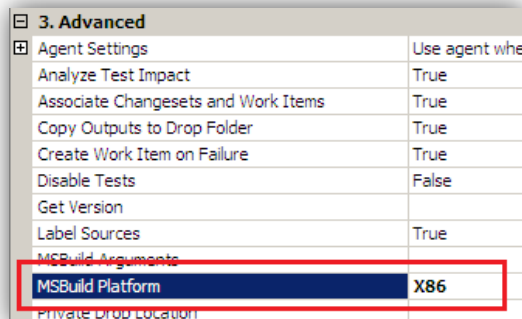 3. Advanced
Agent Settings Use agent whe
Analyze Test Impact True
Associate Changesets and Work Items True
Copy Outputs to Drop Folder True
Create Work Item on Failure True
Disable Tests False
Get Version
Label Sources True
MSBuild Arguments
MSBuild Platform X86
Private Drop Location